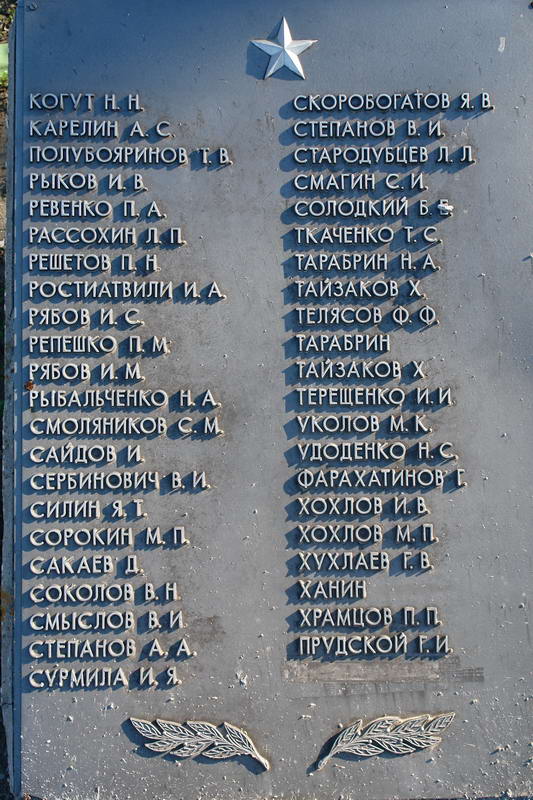 КОГУТ Н. Н.
КАРЕЛИН А. С.
ПОЛУБОЯРИНОВ Т. В.
РЫКОВ И. В.
РЕВЕНКО П. А.
РАССОХИН Л. П.
РЕШЕТОВ П. Н.
РОСТИАТВИЛИ И. А.
РЯБОВ И. С.
РЕПЕШКО П. М.
РЯБОВ И. М.
РЫБАЛЬЧЕНКО Н. А.
СМОЛЯНИКОВ С. М.
САЙДОВ И.
СЕРБИНОВИЧ В. И.
СИЛИН Я. Т.
СОРОКИН М. П.
САКАЕВ Д.
СОКОЛОВ В. Н.
СМЫСЛОВ В. И.
СТЕПАНОВ А. А.
СУРМИЛА И. Я.
СКОРОБОГАТОВ Я. В.
СТЕПАНОВ В. И.
СТАРОДУБЦЕВ Л. Л.
СМАГИН С. И.
СОЛОДКИЙ Б. Е.
ТКАЧЕНКО Т. С.
ТАРАБРИН Н. А.
ТАЙЗАКОВ Х.
ТЕЛЯСОВ Ф. Ф.
ТАРАБРИН
ТАЙЗАКОВ Х.
ТЕРЕЩЕНКО И. И.
УКОЛОВ М. К.
УДОДЕНКО Н. С.
ФАРАХАТИНОВ Г.
ХОХЛОВ И. В.
ХОХЛОВ М. П.
ХУХЛАЕВ Г. В.
ХАНИН
ХРАМЦОВ П. П.
ПРУДСКОЙ Г. И.